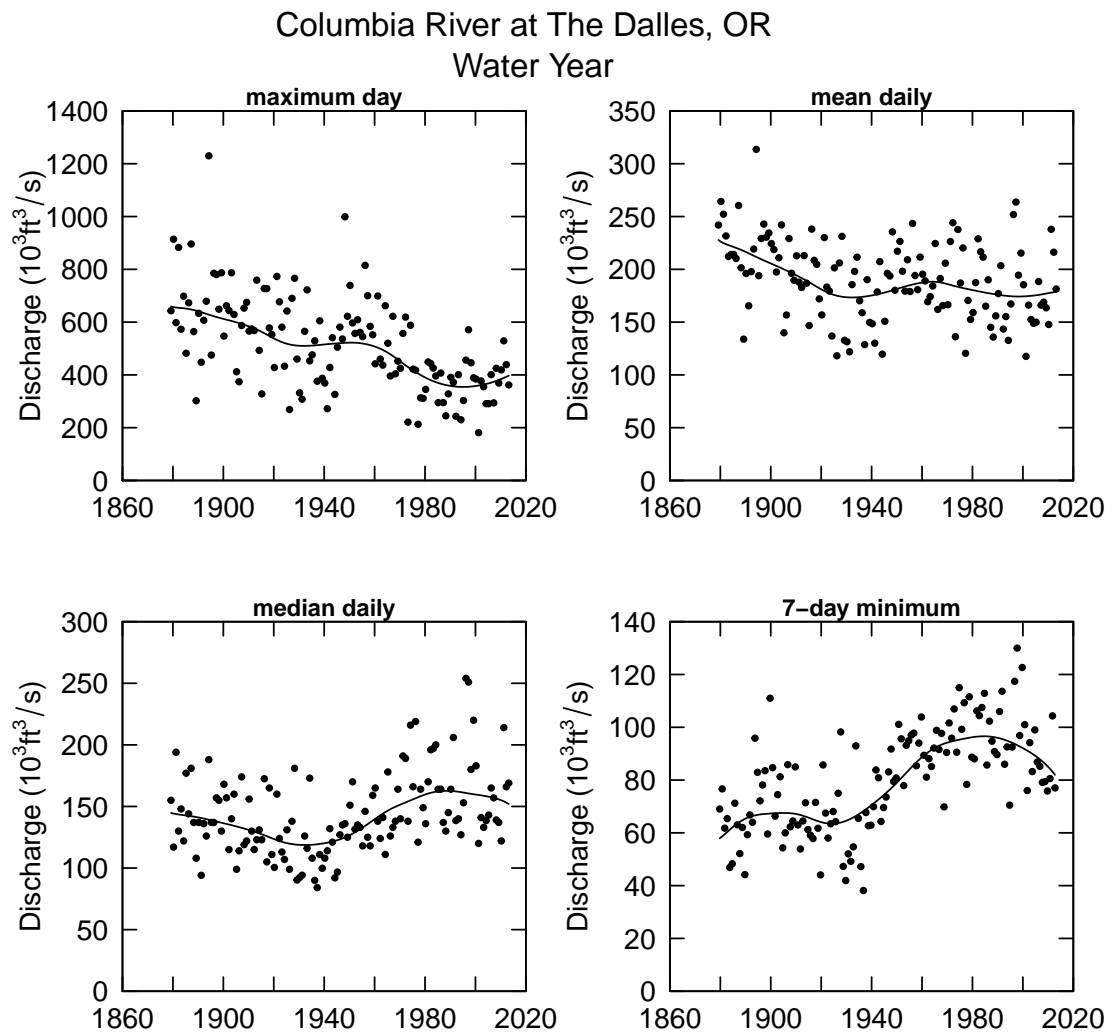 Columbia River at The Dalles, OR
Water Year
maximum day
Discharge (10³ft³/s)
1400
1200
1000
800
600
400
200
0
1860 1900 1940 1980 2020
mean daily
Discharge (10³ft³/s)
350
300
250
200
150
100
50
0
1860 1900 1940 1980 2020
median daily
Discharge (10³ft³/s)
300
250
200
150
100
50
0
1860 1900 1940 1980 2020
7−day minimum
Discharge (10³ft³/s)
140
120
100
80
60
40
20
0
1860 1900 1940 1980 2020